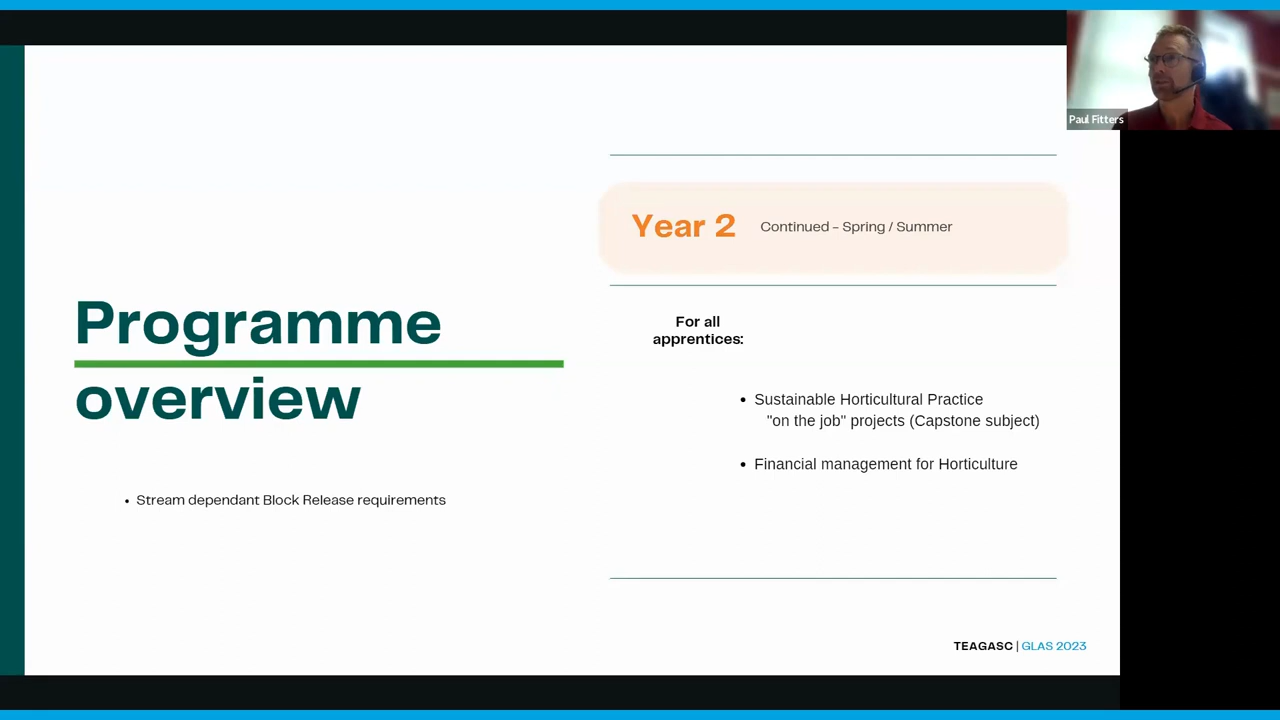 Paul Fitters
Year 2 Continued - Spring / Summer
Programme
overview
For all
apprentices:
• Sustainable Horticultural Practice
"on the job" projects (Capstone subject)
• Financial management for Horticulture
• Stream dependant Block Release requirements
TEAGASC | GLAS 2023